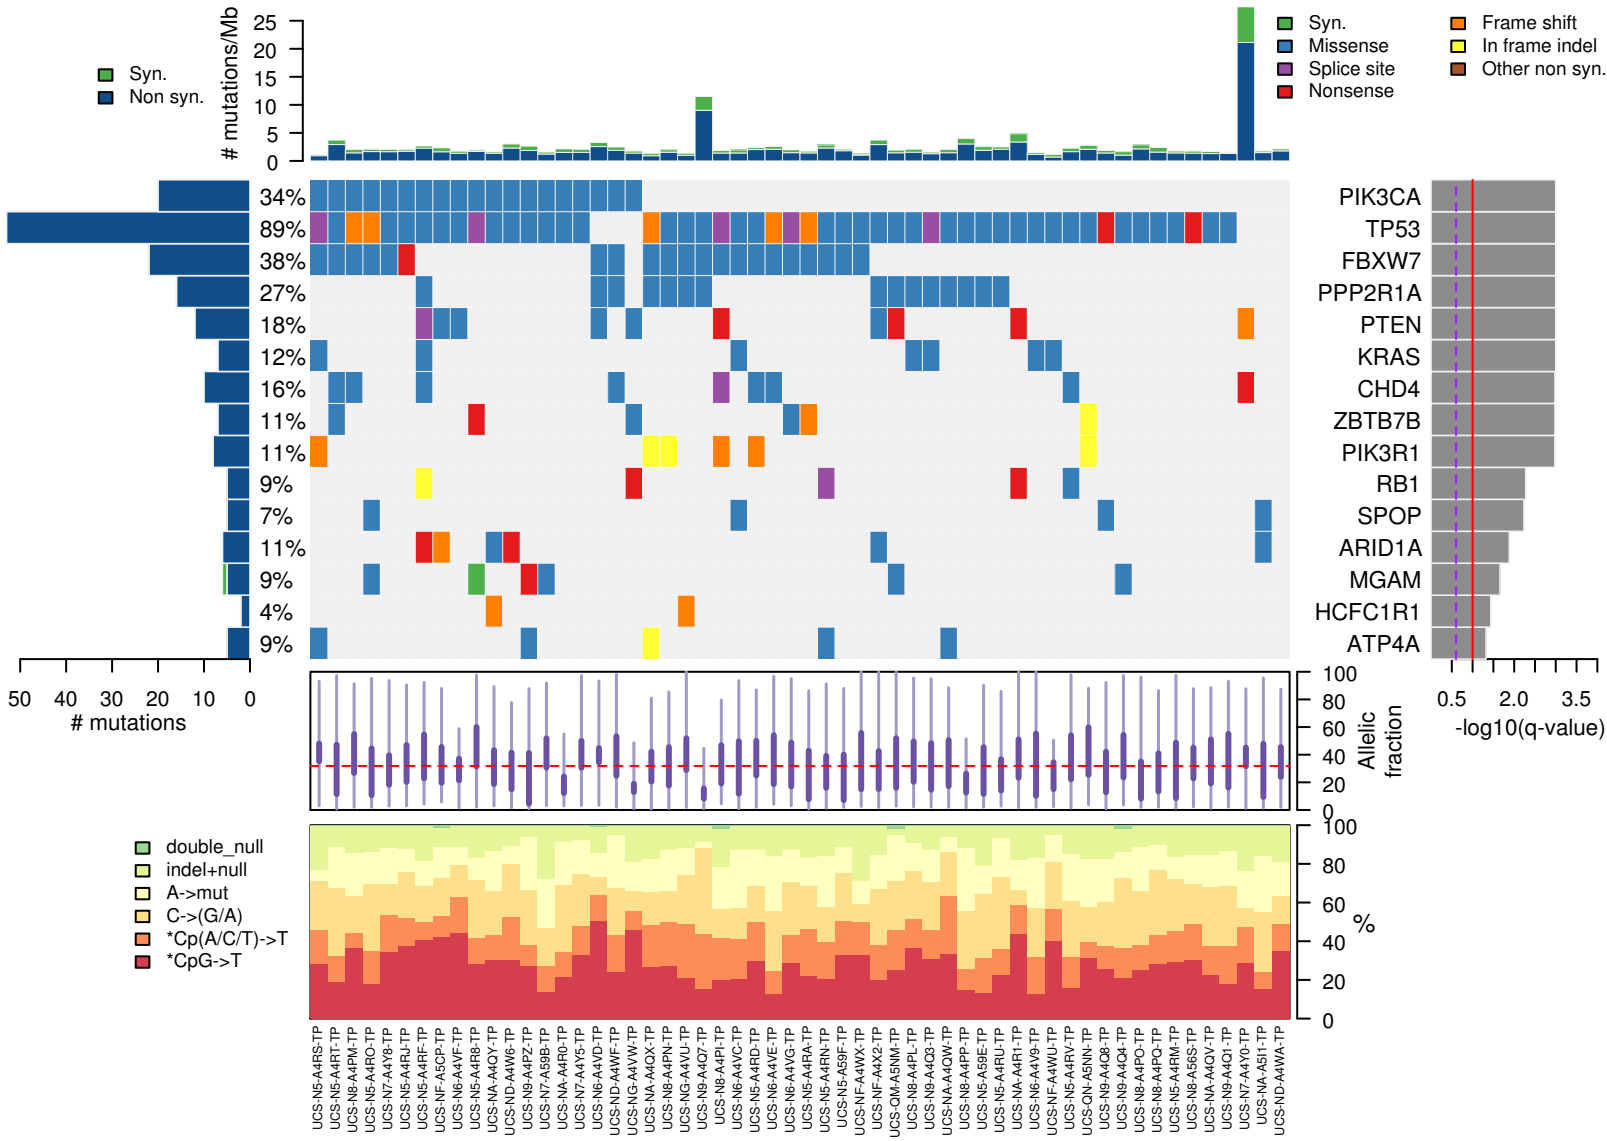 # mutations/Mb
25
20
15
10
5
0
Syn.
Non syn.
Syn.
Missense
Splice site
Nonsense
Frame shift
In frame indel
Other non syn.
34%
89%
38%
27%
18%
12%
16%
11%
11%
9%
7%
11%
9%
4%
9%
PIK3CA
TP53
FBXW7
PPP2R1A
PTEN
KRAS
CHD4
ZBTB7B
PIK3R1
RB1
SPOP
ARID1A
MGAM
HCFC1R1
ATP4A
50 40 30 20 10 0
# mutations
0.5 2.0 3.5
-log10(q-value)
100
80
60
40
20
0
Allelic
fraction
double_null
indel+null
A->mut
C->(G/A)
*Cp(A/C/T)->T
*CpG->T
100
80
60
40
20
0
%
UCS-N5-A4RS-TP
UCS-N5-A4RT-TP
UCS-N8-A4PM-TP
UCS-N5-A4RO-TP
UCS-N7-A4Y8-TP
UCS-N5-A4RJ-TP
UCS-N5-A4RF-TP
UCS-NF-A5CP-TP
UCS-N6-A4VF-TP
UCS-N5-A4R8-TP
UCS-NA-A4QY-TP
UCS-ND-A4W6-TP
UCS-N9-A4PZ-TP
UCS-N7-A59B-TP
UCS-NA-A4R0-TP
UCS-N7-A4Y5-TP
UCS-N6-A4VD-TP
UCS-ND-A4WF-TP
UCS-NG-A4VW-TP
UCS-NA-A4QX-TP
UCS-N8-A4PN-TP
UCS-NG-A4VU-TP
UCS-N9-A4Q7-TP
UCS-N8-A4PI-TP
UCS-N6-A4VC-TP
UCS-N5-A4RD-TP
UCS-N6-A4VE-TP
UCS-N6-A4VG-TP
UCS-N5-A4RA-TP
UCS-N5-A4RN-TP
UCS-N5-A59F-TP
UCS-NF-A4WX-TP
UCS-NF-A4X2-TP
UCS-QM-A5NM-TP
UCS-N8-A4PL-TP
UCS-N9-A4Q3-TP
UCS-NA-A4QW-TP
UCS-N8-A4PP-TP
UCS-N5-A59E-TP
UCS-N5-A4RU-TP
UCS-NA-A4R1-TP
UCS-N6-A4V9-TP
UCS-NF-A4WU-TP
UCS-N5-A4RV-TP
UCS-QN-A5NN-TP
UCS-N9-A4Q8-TP
UCS-N9-A4Q4-TP
UCS-N8-A4PO-TP
UCS-N8-A4PQ-TP
UCS-N5-A4RM-TP
UCS-N8-A56S-TP
UCS-NA-A4QV-TP
UCS-N9-A4Q1-TP
UCS-N7-A4Y0-TP
UCS-NA-A5I1-TP
UCS-ND-A4WA-TP